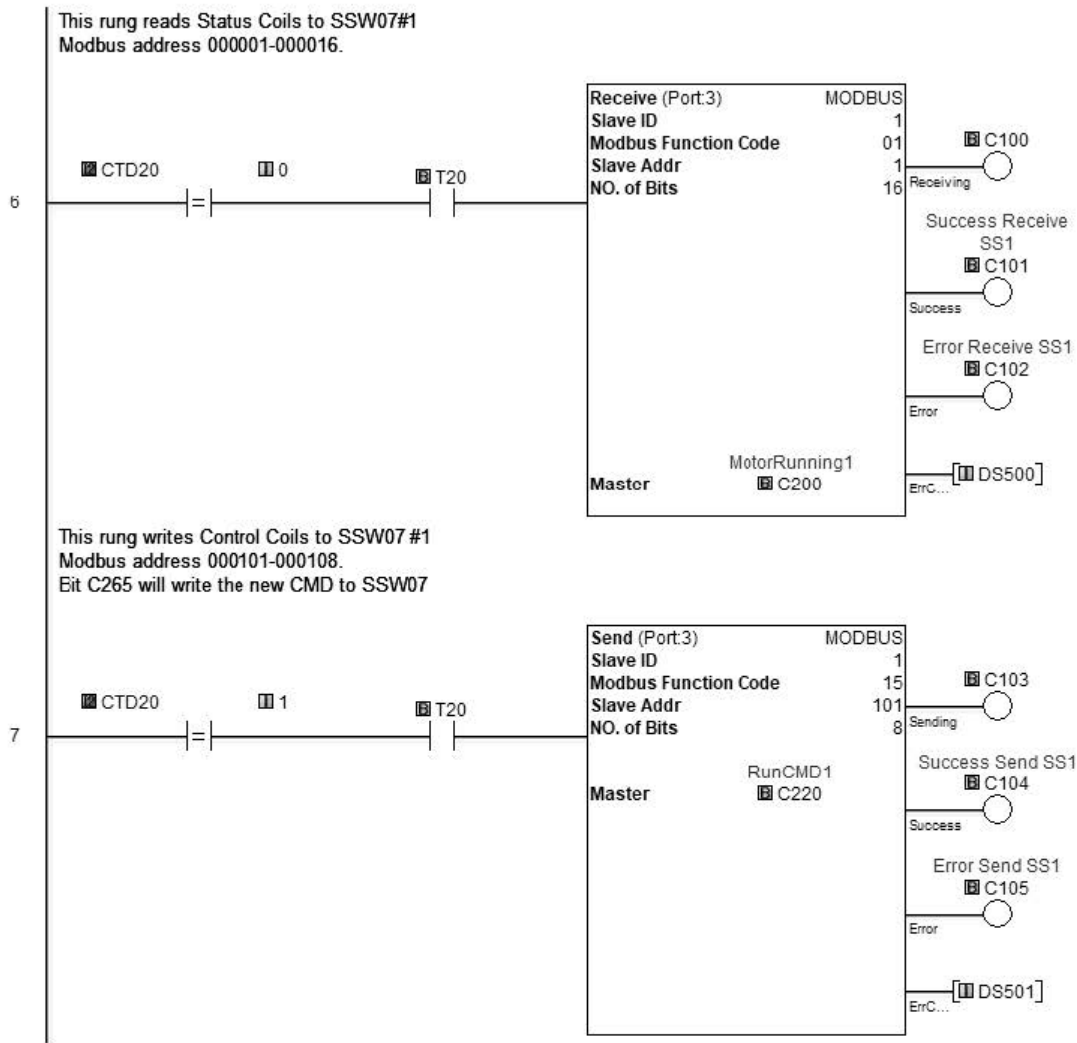 This rung reads Status Coils to SSW07#1
Modbus address 000001-000016.
Receive (Port:3) MODBUS
Slave ID 1
Modbus Function Code 01
Slave Addr 1
NO. of Bits 16
6
CTD20
0
T20
=
C100
Receiving
Success Receive
SS1
C101
Success
Error Receive SS1
C102
Error
MotorRunning1
Master C200
ErrC...
DS500
This rung writes Control Coils to SSW07 #1
Modbus address 000101-000108.
Bit C265 will write the new CMD to SSW07
Send (Port:3) MODBUS
Slave ID 1
Modbus Function Code 15
Slave Addr 101
NO. of Bits 8
7
CTD20
1
T20
=
C103
Sending
RunCMD1
Master C220
Success Send SS1
C104
Success
Error Send SS1
C105
Error
ErrC...
DS501